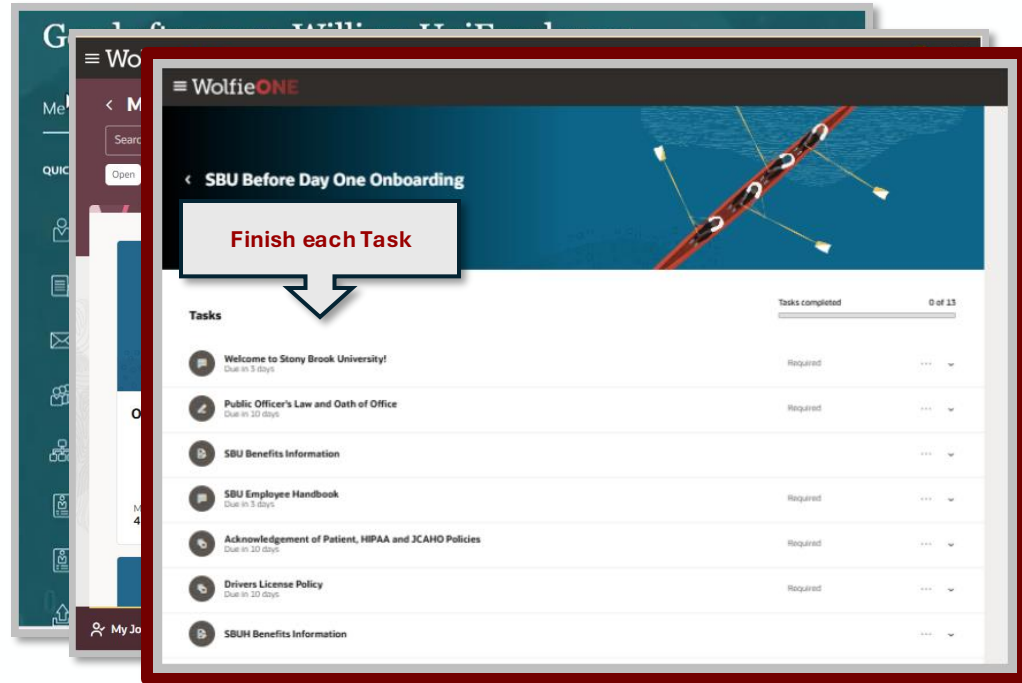 QUIC
Open
My Jo
WolfieONE
SBU Before Day One Onboarding
Finish each Task
Tasks
Tasks completed 0 of 13
Welcome to Stony Brook University!
Due in 5 days
Required
Public Officer's Law and Oath of Office
Due in 10 days
Required
SBU Benefits Information
SBU Employee Handbook
Due in 5 days
Required
Acknowledgement of Patient, HIPAA and JCAHO Policies
Due in 10 days
Required
Drivers License Policy
Due in 10 days
Required
SBUH Benefits Information